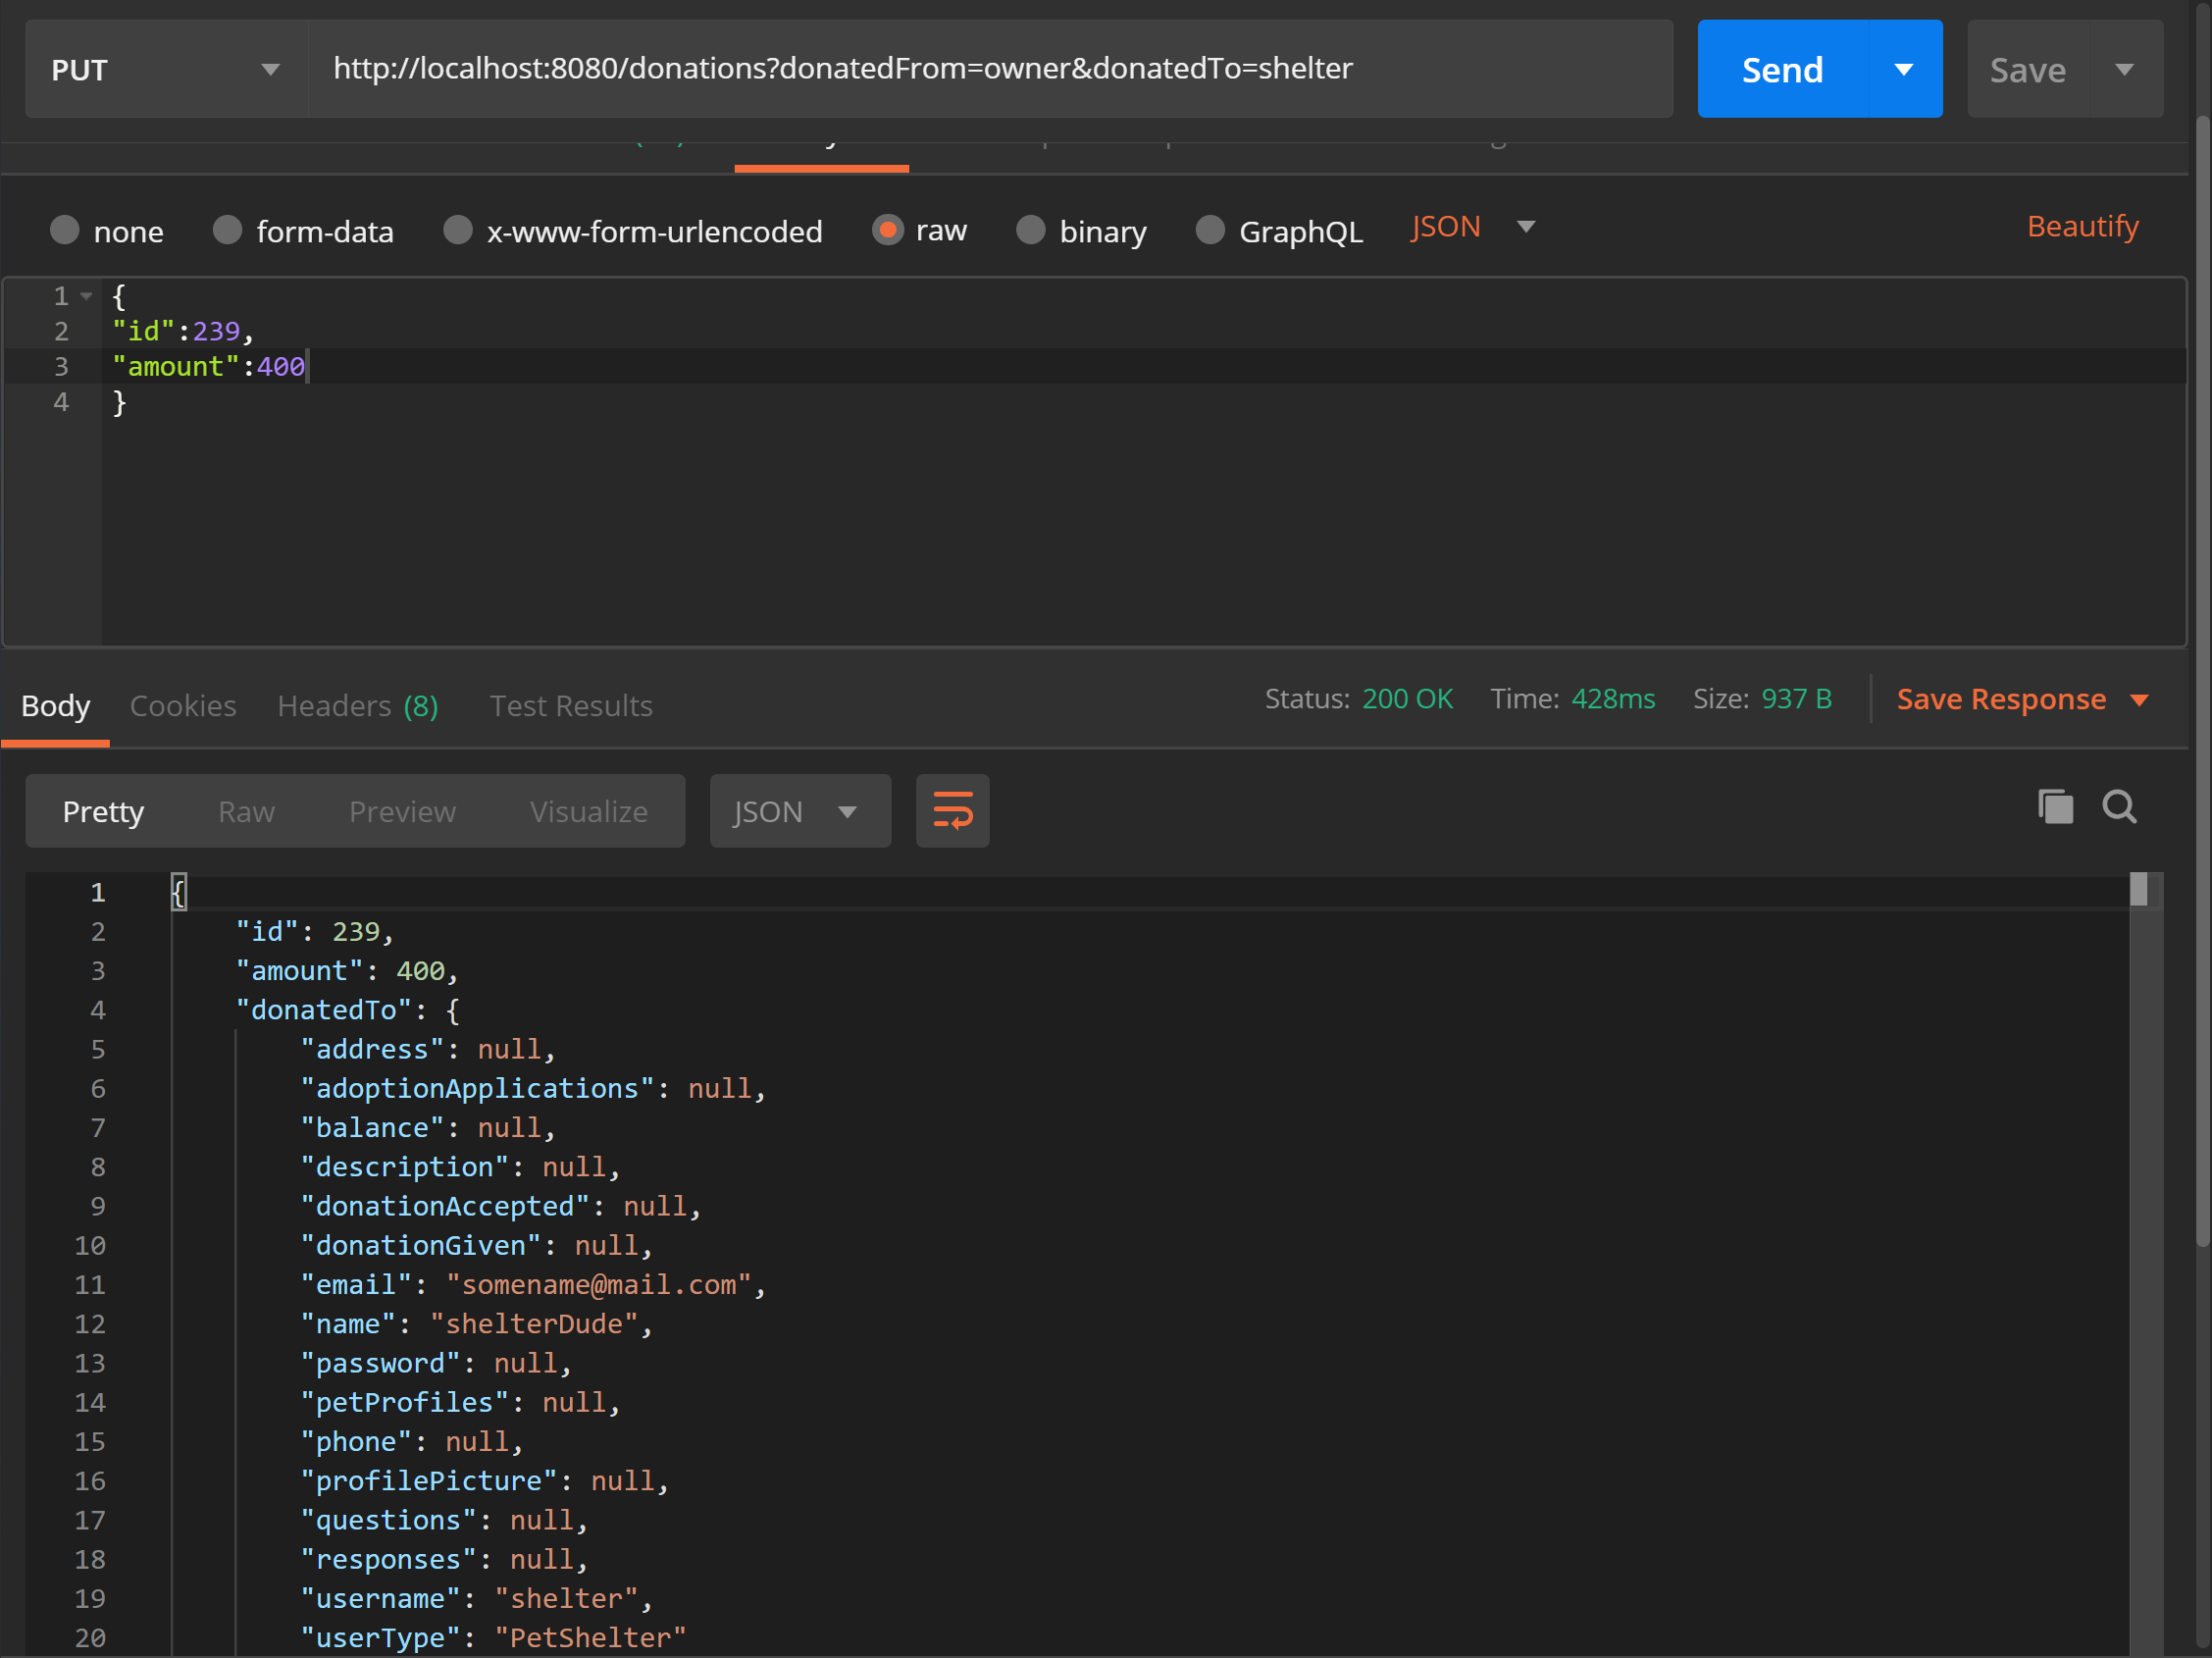 PUT http://localhost:8080/donations?donatedFrom=owner&donatedTo=shelter Send Save
none form-data x-www-form-urlencoded raw binary GraphQL JSON Beautify
1 {
2 "id":239,
3 "amount":400
4 }
Body Cookies Headers (8) Test Results Status: 200 OK Time: 428ms Size: 937 B Save Response
Pretty Raw Preview Visualize JSON
1 {
2 "id": 239,
3 "amount": 400,
4 "donatedTo": {
5 "address": null,
6 "adoptionApplications": null,
7 "balance": null,
8 "description": null,
9 "donationAccepted": null,
10 "donationGiven": null,
11 "email": "somename@mail.com",
12 "name": "shelterDude",
13 "password": null,
14 "petProfiles": null,
15 "phone": null,
16 "profilePicture": null,
17 "questions": null,
18 "responses": null,
19 "username": "shelter",
20 "userType": "PetShelter"